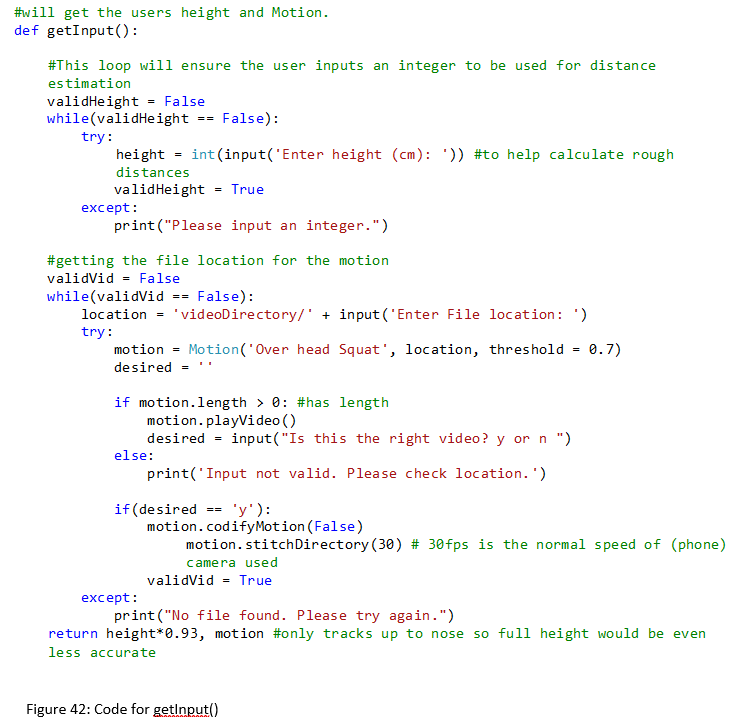 #will get the users height and Motion.
def getInput():
#This loop will ensure the user inputs an integer to be used for distance
estimation
validHeight = False
while(validHeight == False):
try:
height = int(input('Enter height (cm): ')) #to help calculate rough
distances
validHeight = True
except:
print("Please input an integer.")
#getting the file location for the motion
validVid = False
while(validVid == False):
location = 'videoDirectory/' + input('Enter File location: ')
try:
motion = Motion('Over head Squat', location, threshold = 0.7)
desired = ''
if motion.length > 0: #has length
motion.playVideo()
desired = input("Is this the right video? y or n ")
else:
print('Input not valid. Please check location.')
if(desired == 'y'):
motion.codifyMotion(False)
motion.stitchDirectory(30) # 30fps is the normal speed of (phone)
camera used
validVid = True
except:
print("No file found. Please try again.")
return height*0.93, motion #only tracks up to nose so full height would be even
less accurate
Figure 42: Code for getInput()